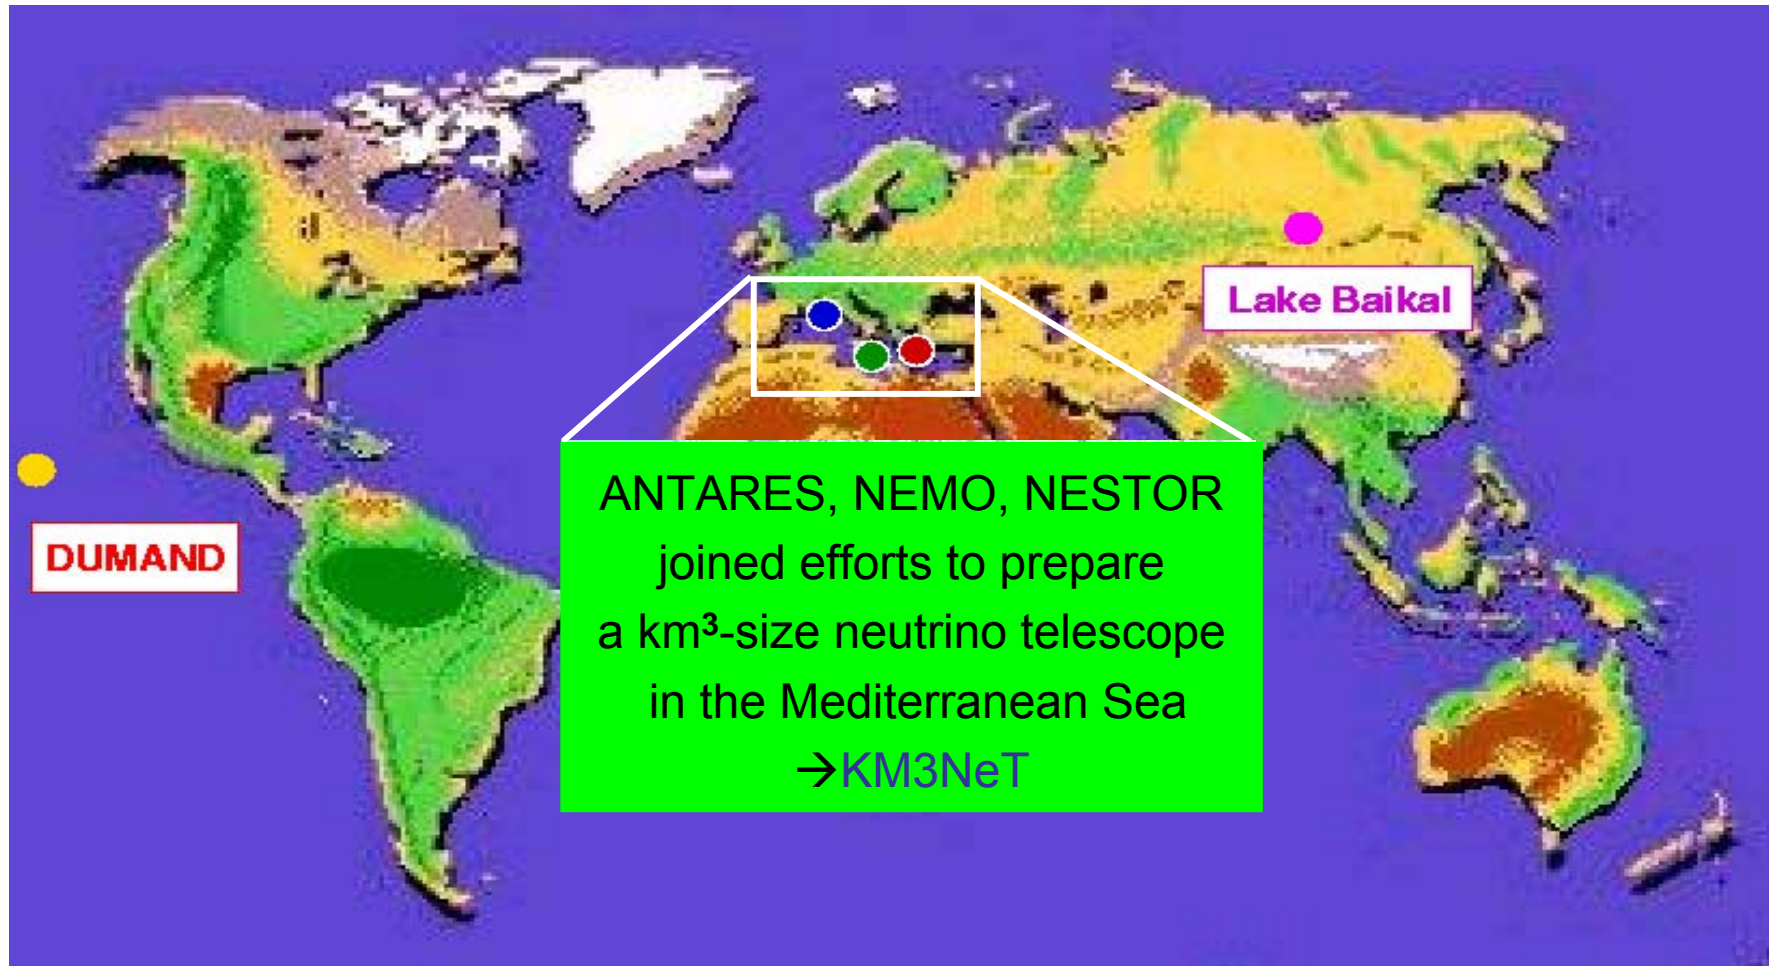 Lake Baikal
ANTARES, NEMO, NESTOR
joined efforts to prepare
a km³-size neutrino telescope
in the Mediterranean Sea
→KM3NeT
DUMAND